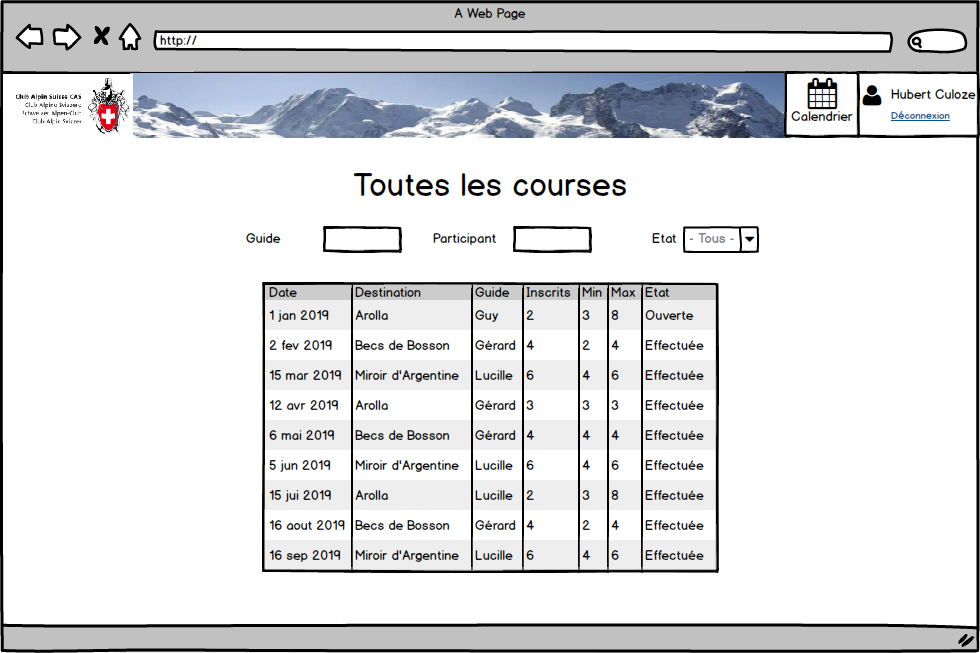 A Web Page
http://
Club Alpin Suisse CAS
Club Alpino Svizzero
Schweizer Alpen-Club
Club Alpin Svizzer
Calendrier
Hubert Culoze
Déconnexion
Toutes les courses
Guide Participant Etat - Tous -
Date Destination Guide Inscrits Min Max Etat
1 jan 2019 Arolla Guy 2 3 8 Ouverte
2 fev 2019 Becs de Bosson Gérard 4 2 4 Effectuée
15 mar 2019 Miroir d'Argentine Lucille 6 4 6 Effectuée
12 avr 2019 Arolla Gérard 3 3 3 Effectuée
6 mai 2019 Becs de Bosson Gérard 4 4 4 Effectuée
5 jun 2019 Miroir d'Argentine Lucille 6 4 6 Effectuée
15 jui 2019 Arolla Lucille 2 3 8 Effectuée
16 aout 2019 Becs de Bosson Gérard 4 2 4 Effectuée
16 sep 2019 Miroir d'Argentine Lucille 6 4 6 Effectuée